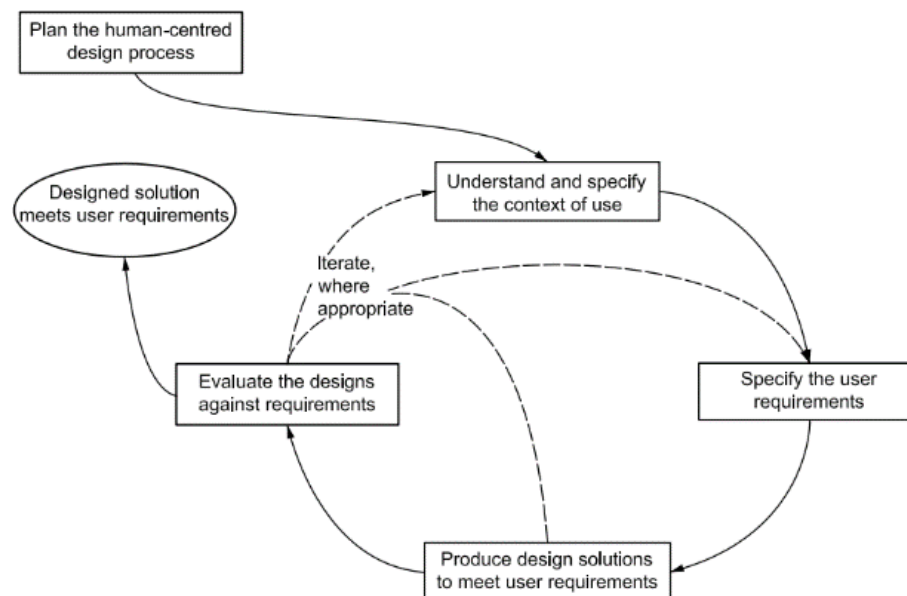 Plan the human-centred
design process
Understand and specify
the context of use
Designed solution
meets user requirements
Iterate,
where
appropriate
Evaluate the designs
against requirements
Specify the user
requirements
Produce design solutions
to meet user requirements